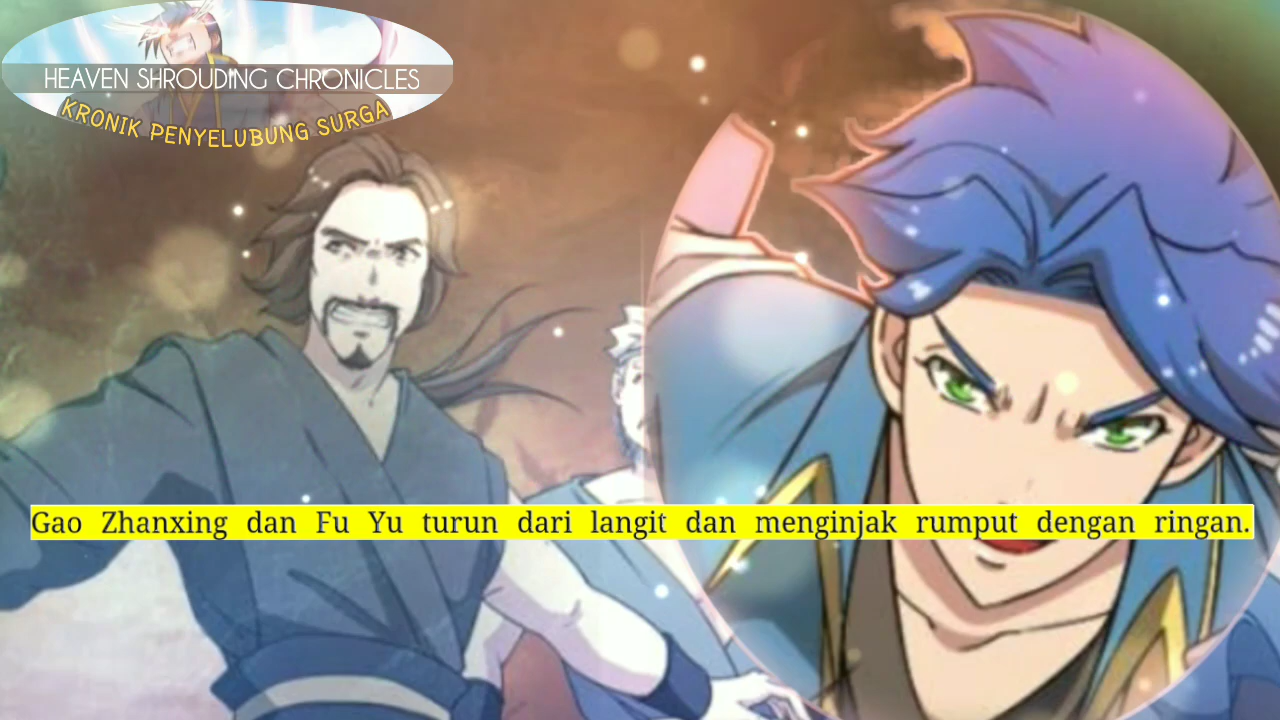 HEAVEN SHROUDING CHRONICLES
KRONIK PENYELUBUNG SURGA
Gao Zhanxing dan Fu Yu turun dari langit dan menginjak rumput dengan ringan.